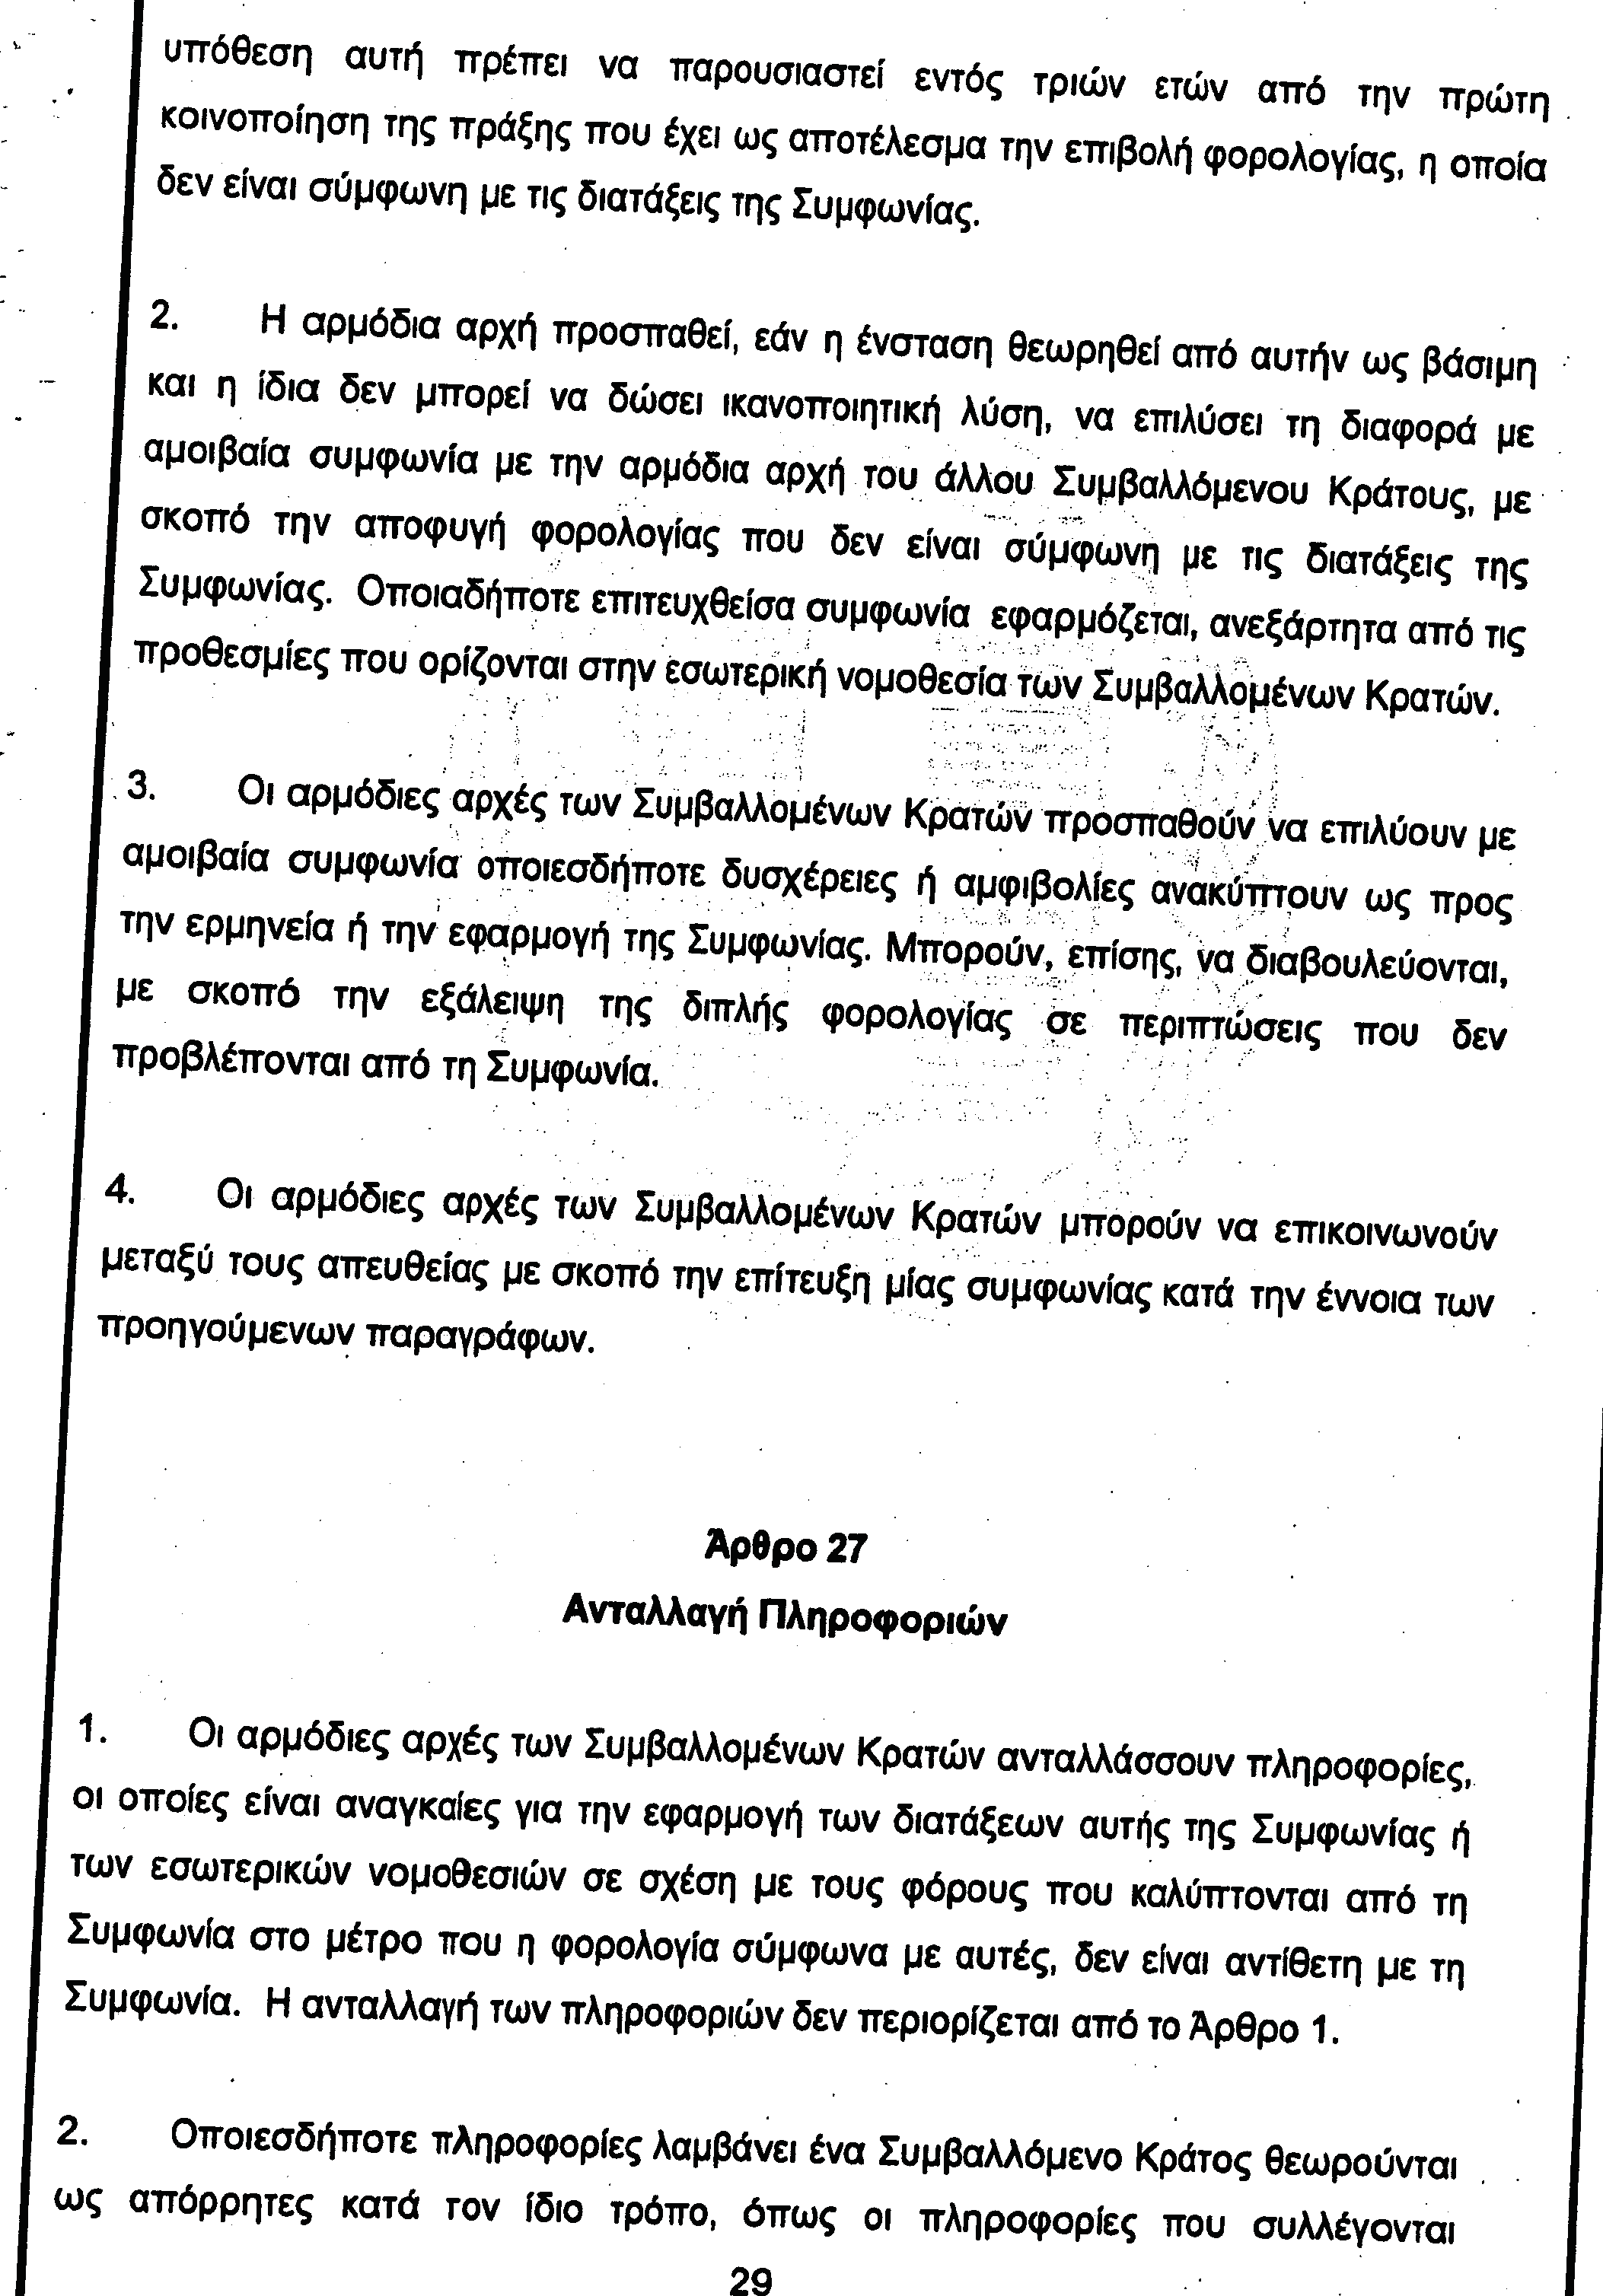 υπόθεση αυτή πρέπει να παρουσιαστεί εντός τριών ετών από την πρώτη
κοινοποίηση της πράξης που έχει ως αποτέλεσμα την επιβολή φορολογίας, η οποία
δεν είναι σύμφωνη με τις διατάξεις της Συμφωνίας.
2. Η αρμόδια αρχή προσπαθεί, εάν η ένσταση θεωρηθεί από αυτήν ως βάσιμη
και η ίδια δεν μπορεί να δώσει ικανοποιητική λύση, να επιλύσει τη διαφορά με
αμοιβαία συμφωνία με την αρμόδια αρχή του άλλου Συμβαλλόμενου Κράτους, με
σκοπό την αποφυγή φορολογίας που δεν είναι σύμφωνη με τις διατάξεις της
Συμφωνίας. Οποιαδήποτε επιτευχθείσα συμφωνία εφαρμόζεται, ανεξάρτητα από τις
προθεσμίες που ορίζονται στην εσωτερική νομοθεσία των Συμβαλλομένων Κρατών.
3. Οι αρμόδιες αρχές των Συμβαλλομένων Κρατών προσπαθούν να επιλύουν με
αμοιβαία συμφωνία οποιεσδήποτε δυσχέρειες ή αμφιβολίες ανακύπτουν ως προς
την ερμηνεία ή την εφαρμογή της Συμφωνίας. Μπορούν, επίσης, να διαβουλεύονται,
με σκοπό την εξάλειψη της διπλής φορολογίας σε περιπτώσεις που δεν
προβλέπονται από τη Συμφωνία.
4. Οι αρμόδιες αρχές των Συμβαλλομένων Κρατών μπορούν να επικοινωνούν
μεταξύ τους απευθείας με σκοπό την επίτευξη μίας συμφωνίας κατά την έννοια των
προηγούμενων παραγράφων.
Άρθρο 27
Ανταλλαγή Πληροφοριών
1. Οι αρμόδιες αρχές των Συμβαλλομένων Κρατών ανταλλάσσουν πληροφορίες,
οι οποίες είναι αναγκαίες για την εφαρμογή των διατάξεων αυτής της Συμφωνίας ή
των εσωτερικών νομοθεσιών σε σχέση με τους φόρους που καλύπτονται από τη
Συμφωνία στο μέτρο που η φορολογία σύμφωνα με αυτές, δεν είναι αντίθετη με τη
Συμφωνία. Η ανταλλαγή των πληροφοριών δεν περιορίζεται από το Άρθρο 1.
2. Οποιεσδήποτε πληροφορίες λαμβάνει ένα Συμβαλλόμενο Κράτος θεωρούνται
ως απόρρητες κατά τον ίδιο τρόπο, όπως οι πληροφορίες που συλλέγονται
29